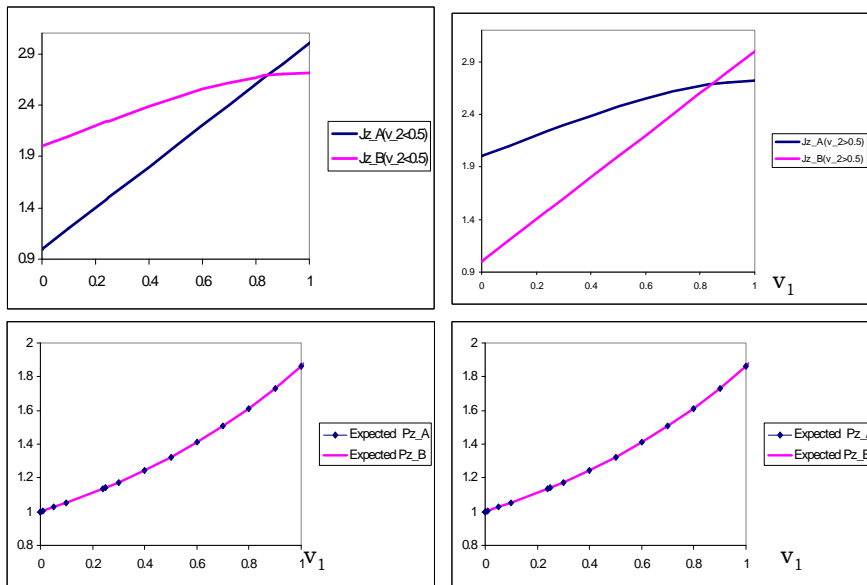 2.9
2.4
1.9
1.4
0.9
0 0.2 0.4 0.6 0.8 1
Jz_A(v_2<0.5)
Jz_B(v_2<0.5)
2.9
2.4
1.9
1.4
0.9
0 0.2 0.4 0.6 0.8 1
v1
Jz_A(v_2>0.5)
Jz_B(v_2>0.5)
2
1.8
1.6
1.4
1.2
1
0.8
0 0.2 0.4 0.6 0.8 1
v1
Expected Pz_A
Expected Pz_B
2
1.8
1.6
1.4
1.2
1
0.8
0 0.2 0.4 0.6 0.8 1
v1
Expected Pz_A
Expected Pz_B